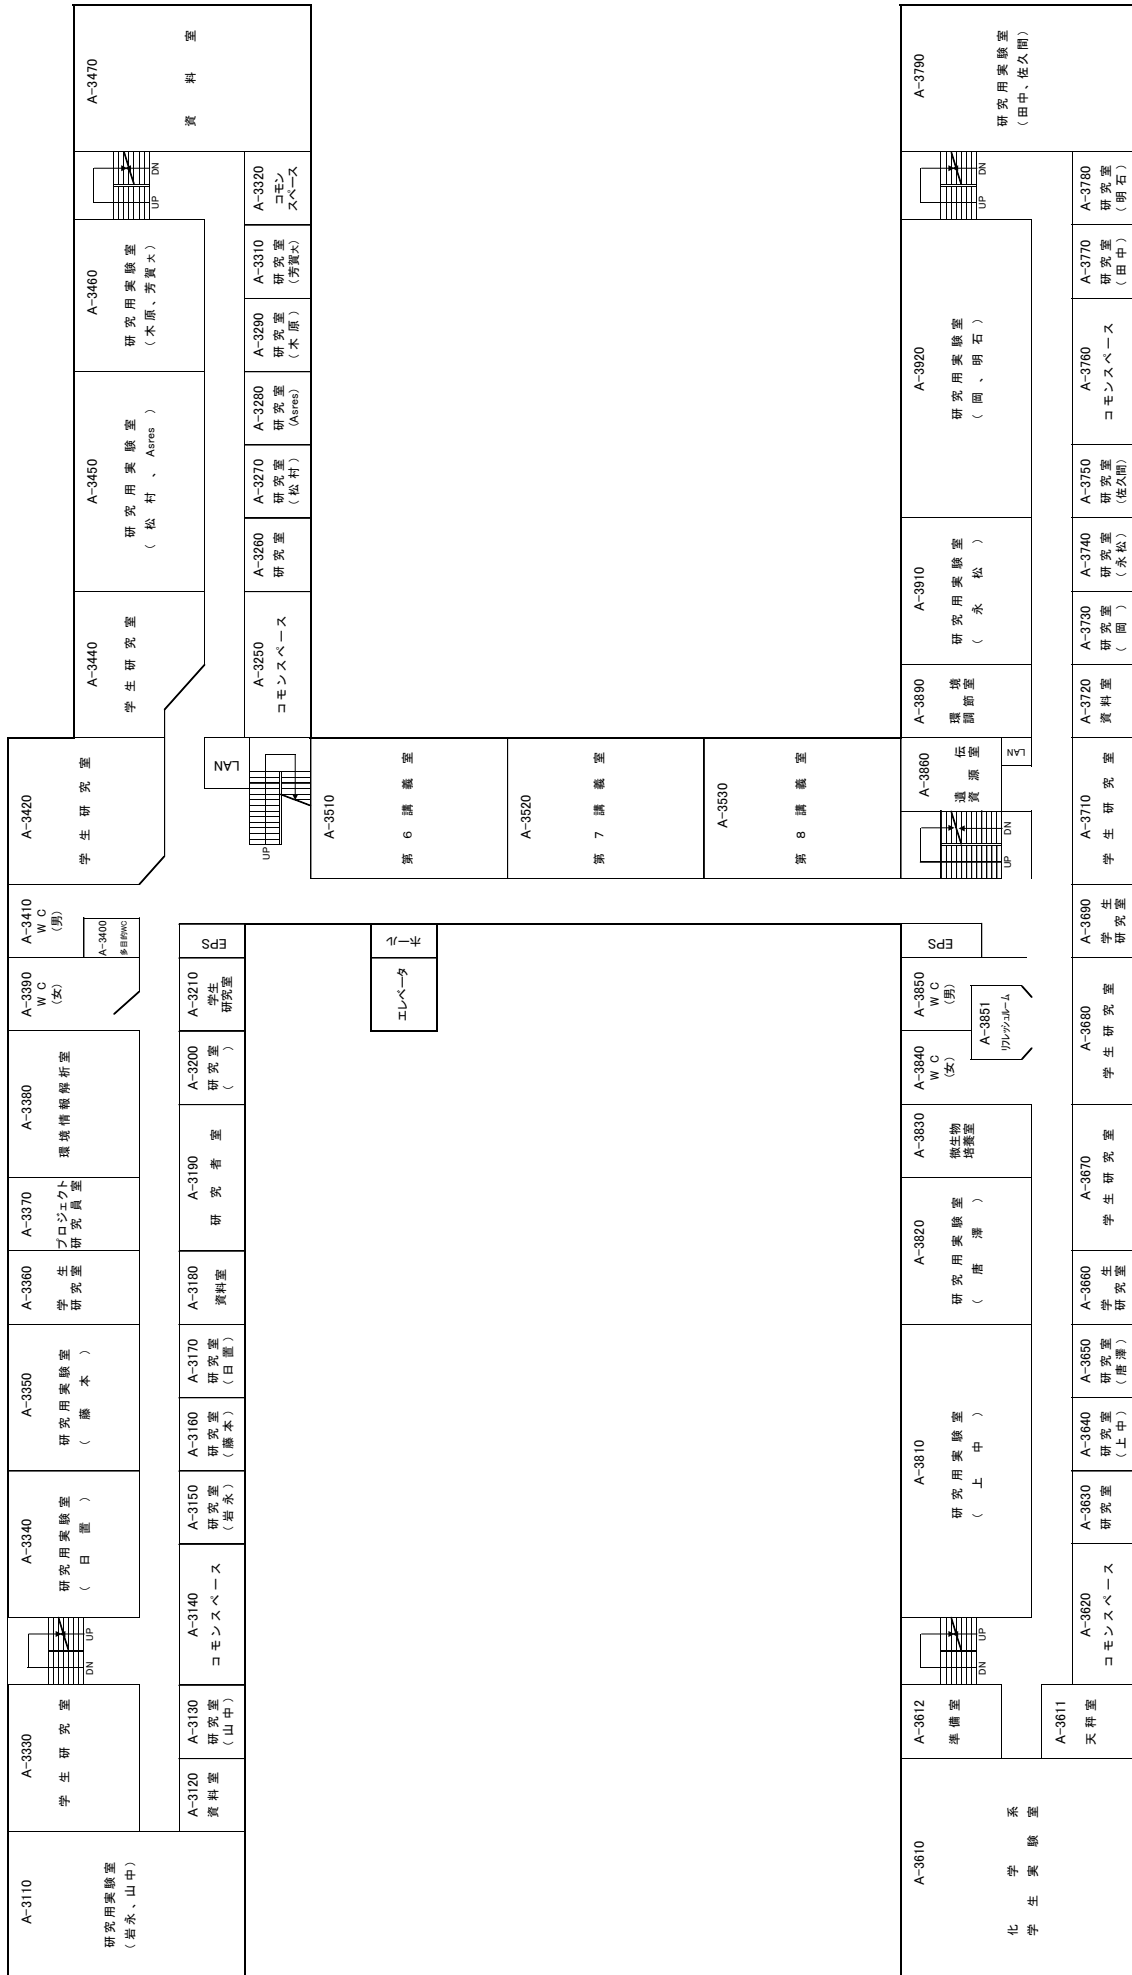 A-3470
資料室
DN
UP
A-3320
コモン
スペース
A-3460
研究用実験室
(木原、芳賀大)
A-3310
研究室
(芳賀大)
A-3290
研究室
(木原)
A-3450
研究用実験室
(松村、Asres)
A-3280
研究室
(Asres)
A-3270
研究室
(松村)
A-3260
研究室
A-3440
学生研究室
A-3250
コモンスペース
A-3420
学生研究室
LAN
UP
A-3510
第6講義室
A-3520
第7講義室
A-3530
第8講義室
A-3790
研究用実験室
(田中、佐久間)
DN
UP
A-3780
研究室
(明石)
A-3770
研究室
(田中)
A-3920
研究用実験室
(岡、明石)
A-3760
コモンスペース
A-3750
研究室
(佐久間)
A-3910
研究用実験室
(永松)
A-3740
研究室
(永松)
A-3730
研究室
(岡)
A-3890
環境
調節室
A-3720
資料室
A-3860
遺伝
資源室
LAN
DN
UP
A-3710
学生研究室
A-3690
学生
研究室
A-3410
WC
(男)
A-3400
多目的WC
A-3390
WC
(女)
EPS
A-3210
学生
研究室
ホール
エレベータ
A-3200
研究室
( )
A-3380
環境情報解析室
A-3190
研究者室
A-3370
プロジェクト
研究員室
A-3360
学生
研究室
A-3180
資料室
A-3350
研究用実験室
(藤本)
A-3170
研究室
(日置)
A-3160
研究室
(藤本)
A-3340
研究用実験室
(日置)
A-3150
研究室
(岩永)
UP
DN
A-3140
コモンスペース
A-3330
学生研究室
A-3130
研究室
(山中)
A-3120
資料室
A-3110
研究用実験室
(岩永、山中)
EPS
A-3850
WC
(男)
A-3851
リフレッシュルーム
A-3840
WC
(女)
A-3680
学生研究室
A-3830
微生物
培養室
A-3670
学生研究室
A-3820
研究用実験室
(唐澤)
A-3660
学生
研究室
A-3650
研究室
(唐澤)
A-3810
研究用実験室
(上中)
A-3640
研究室
(上中)
A-3630
研究室
A-3620
コモンスペース
UP
DN
A-3612
準備室
A-3611
天秤室
A-3610
化学系
学生実験室